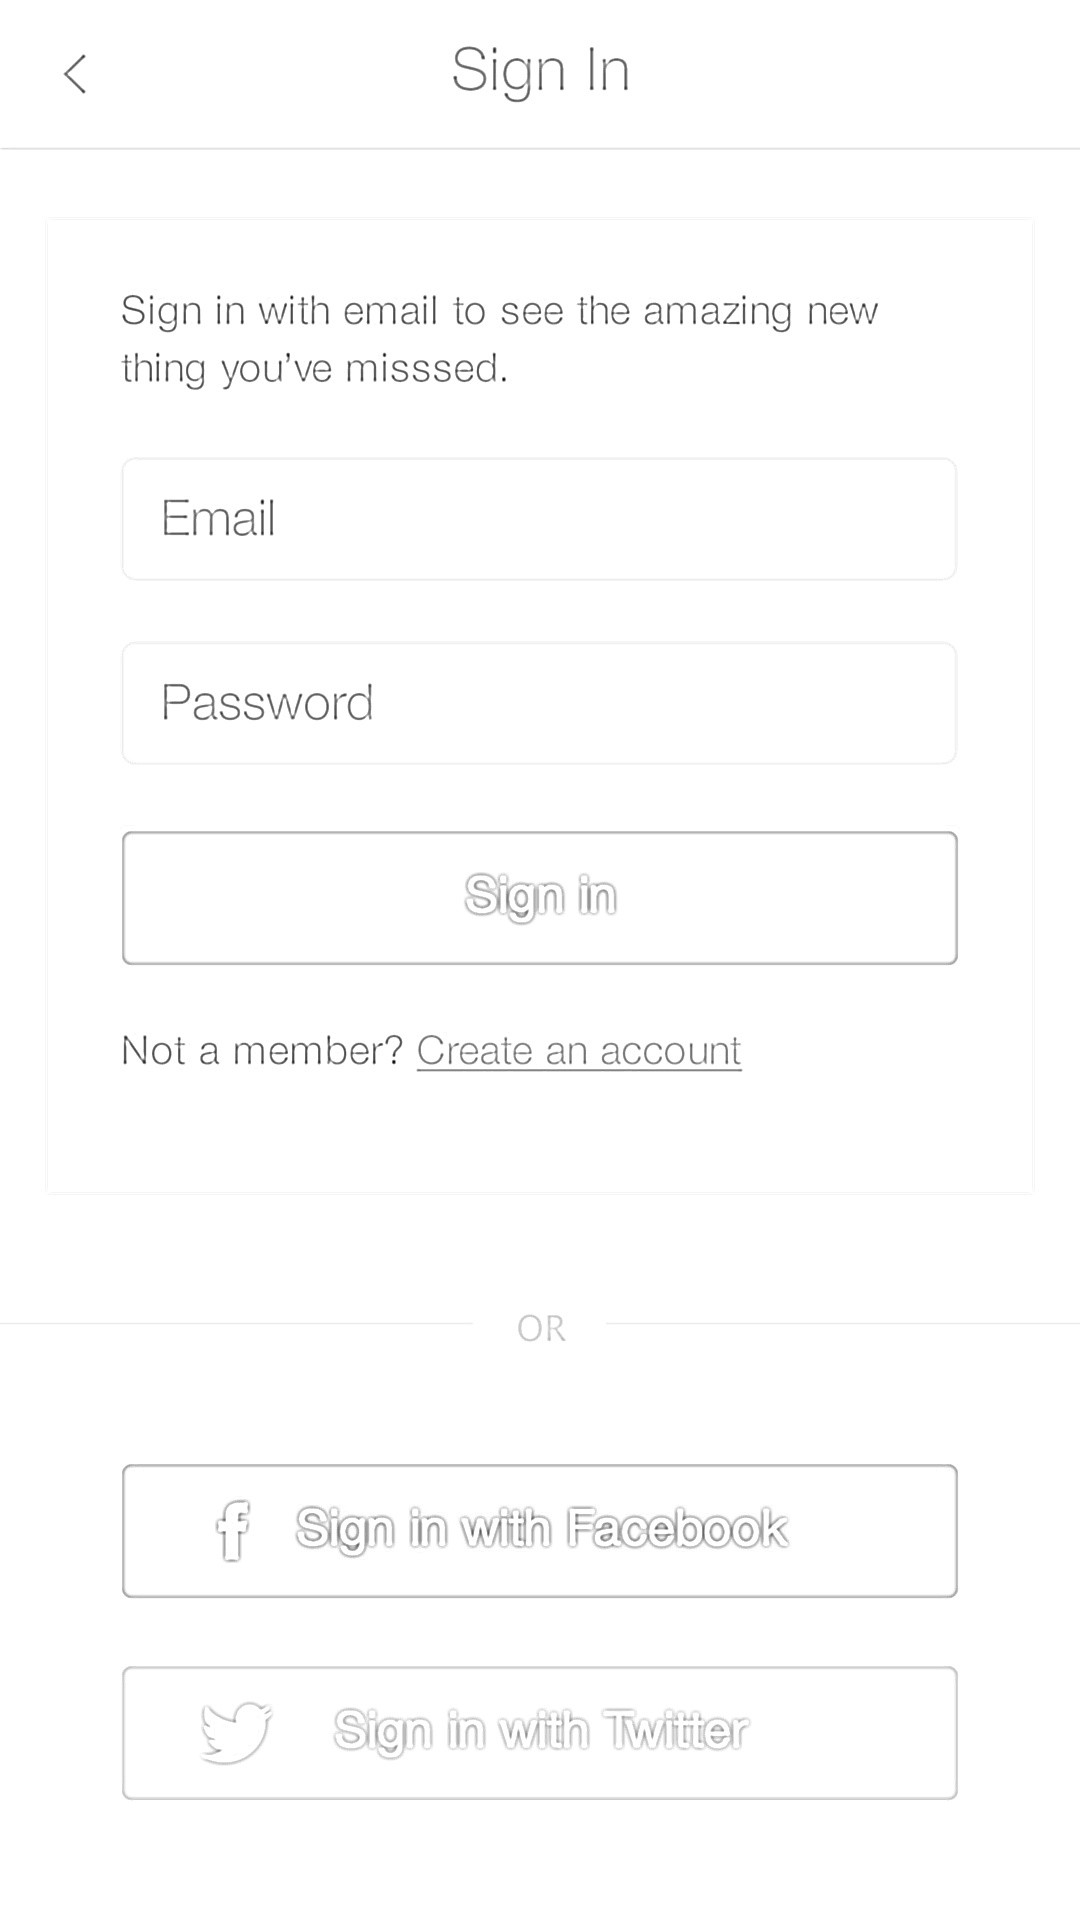 Sign In
Sign in with email to see the amazing new
thing you’ve misssed.
Email
Password
Sign in
Not a member? Create an account
OR
Sign in with Facebook
Sign in with Twitter